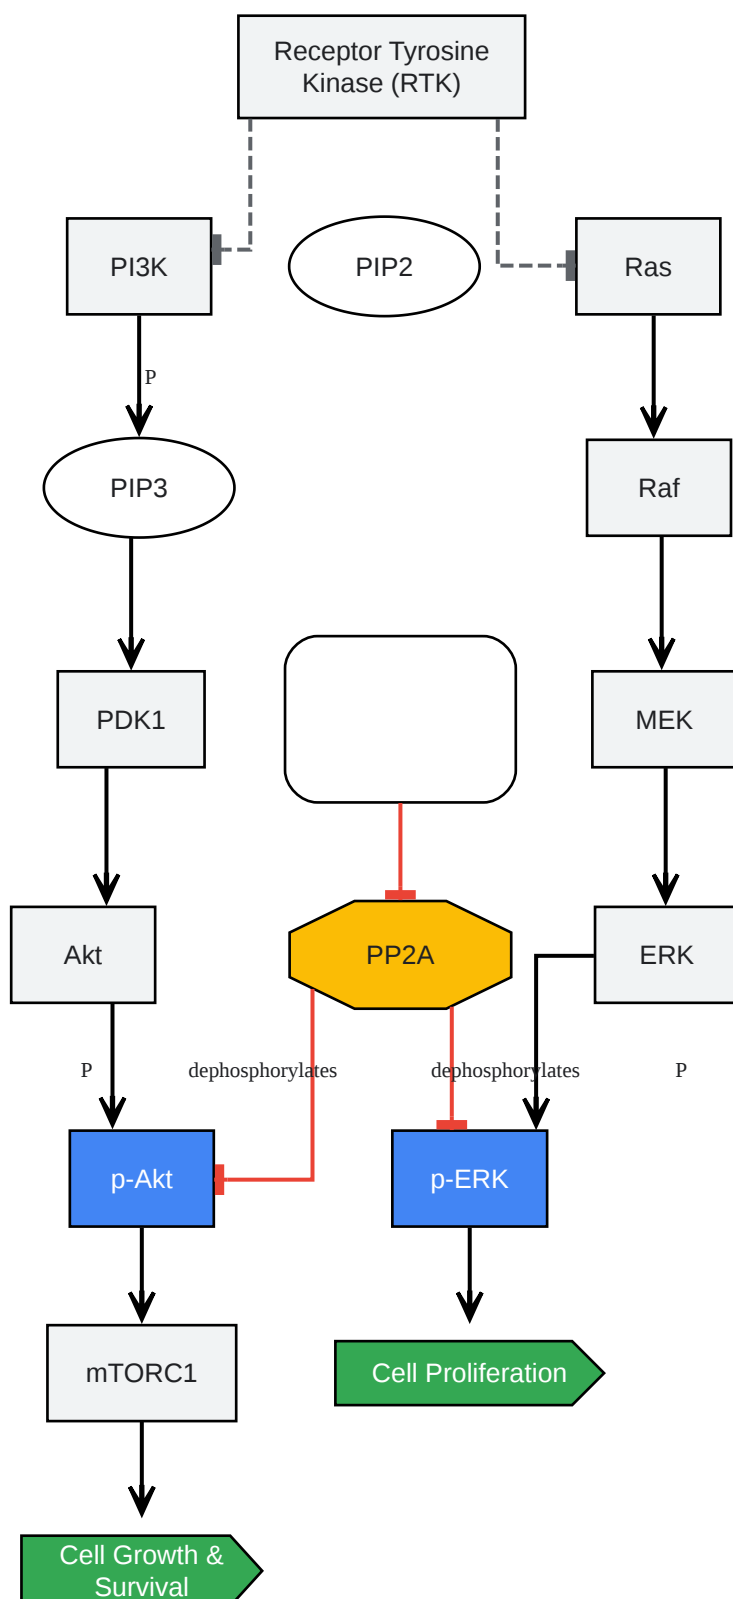 Receptor Tyrosine
Kinase (RTK)
PI3K
PIP2
Ras
P
PIP3
Raf
PDK1
MEK
Akt
PP2A
ERK
P
dephosphorylates
dephosphorylates
P
p-Akt
p-ERK
mTORC1
Cell Proliferation
Cell Growth &
Survival